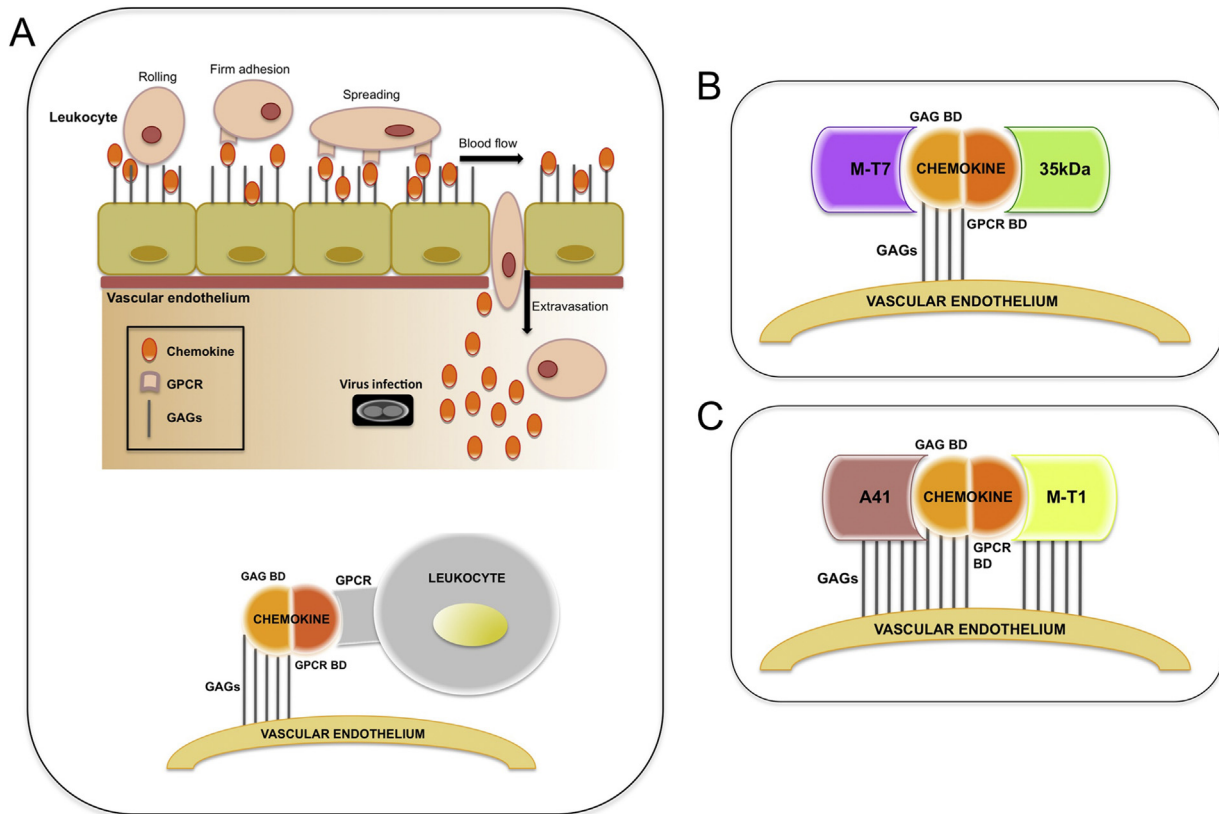 A
Rolling
Firm adhesion
Spreading
Leukocyte
Blood flow
Vascular endothelium
Extravasation
Chemokine
GPCR
GAGs
Virus infection
GAG BD
GPCR
LEUKOCYTE
CHEMOKINE
GPCR BD
GAGs
VASCULAR ENDOTHELIUM
B
GAG BD
M-T7
CHEMOKINE
35kDa
GPCR BD
GAGs
VASCULAR ENDOTHELIUM
C
GAG BD
A41
CHEMOKINE
M-T1
GPCR
BD
GAGs
VASCULAR ENDOTHELIUM